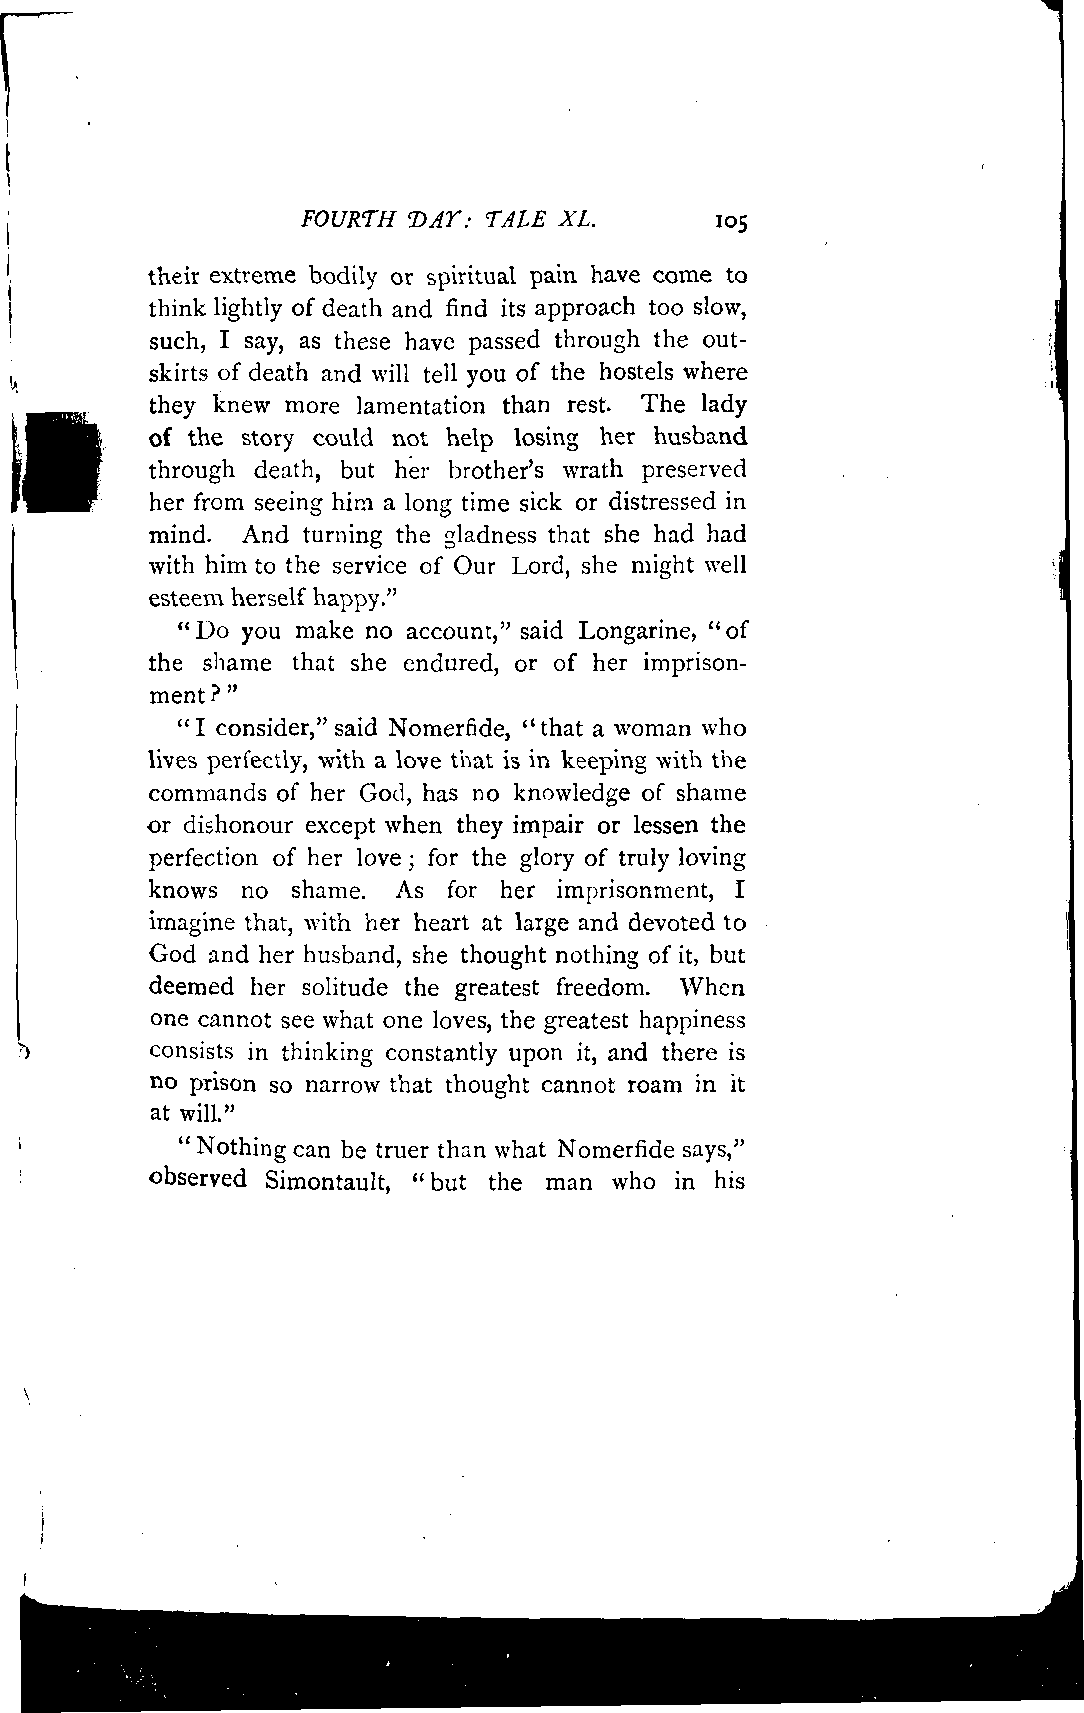 FOURTH DAY: TALE XL. 105
their extreme bodily or spiritual pain have come to
think lightly of death and find its approach too slow,
such, I say, as these have passed through the out-
skirts of death and will tell you of the hostels where
they knew more lamentation than rest. The lady
of the story could not help losing her husband
through death, but her brother's wrath preserved
her from seeing him a long time sick or distressed in
mind. And turning the gladness that she had had
with him to the service of Our Lord, she might well
esteem herself happy."
"Do you make no account," said Longarine, "of
the shame that she endured, or of her imprison-
ment?"
"I consider," said Nomerfide, "that a woman who
lives perfectly, with a love that is in keeping with the
commands of her God, has no knowledge of shame
or dishonour except when they impair or lessen the
perfection of her love; for the glory of truly loving
knows no shame. As for her imprisonment, I
imagine that, with her heart at large and devoted to
God and her husband, she thought nothing of it, but
deemed her solitude the greatest freedom. When
one cannot see what one loves, the greatest happiness
consists in thinking constantly upon it, and there is
no prison so narrow that thought cannot roam in it
at will."
"Nothing can be truer than what Nomerfide says,"
observed Simontault, "but the man who in his